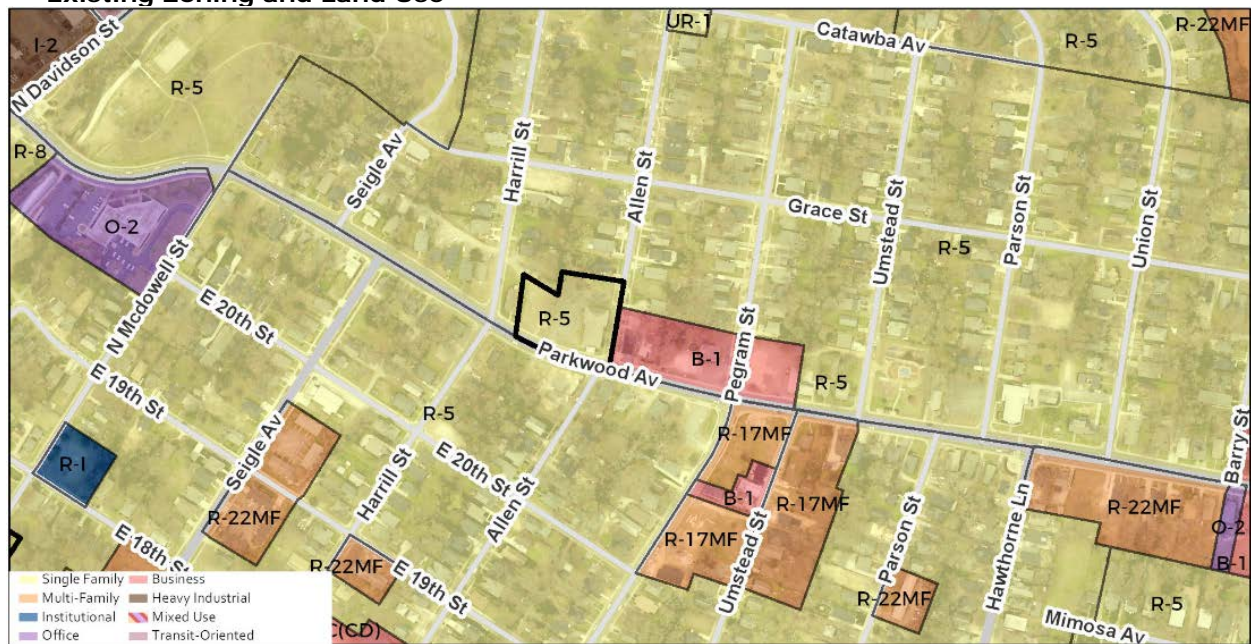 Existing Zoning and Land Use
I-2
N Davidson St
R-5
UR-1
Catawba Av
R-5
R-22MF
R-8
O-2
N Mcdowell St
Seigle Av
Harrill St
Allen St
Grace St
Umstead St
R-5
Parson St
Union St
E 20th St
R-5
B-1
Pegram St
Parkwood Av
R-5
E 19th St
R-I
Seigle Av
R-22MF
R-5
Harrill St
E 20th St
Allen St
R-17MF
B-1
R-17MF
R-17MF
Umstead St
Parson St
R-22MF
Hawthorne Ln
R-22MF
Barry St
O-2
B-1
E 18th St
R-22MF
E 19th St
R-5
Mimosa Av
Single Family
Business
Multi-Family
Heavy Industrial
Institutional
Mixed Use
Office
Transit-Oriented
C(CD)